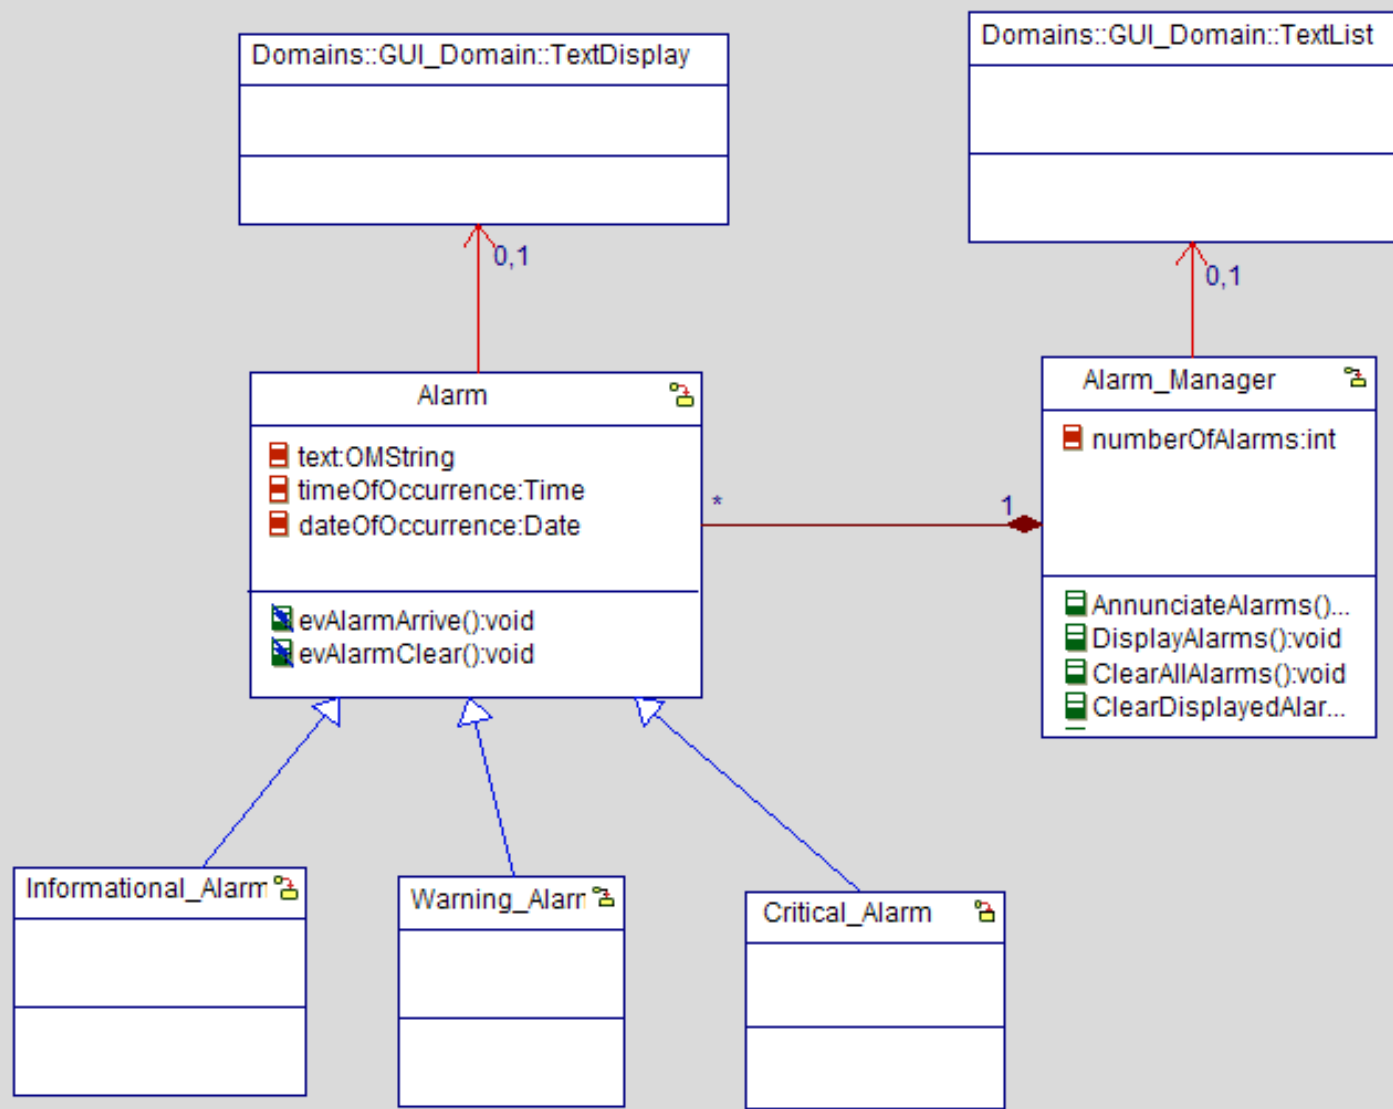 Domains::GUI_Domain::TextDisplay
Domains::GUI_Domain::TextList
0,1
0,1
Alarm
text:OMString
timeOfOccurrence:Time
dateOfOccurrence:Date
evAlarmArrive():void
evAlarmClear():void
*
1
Alarm_Manager
numberOfAlarms:int
AnnunciateAlarms()...
DisplayAlarms():void
ClearAllAlarms():void
ClearDisplayedAlar...
Informational_Alarm
Warning_Alarm
Critical_Alarm